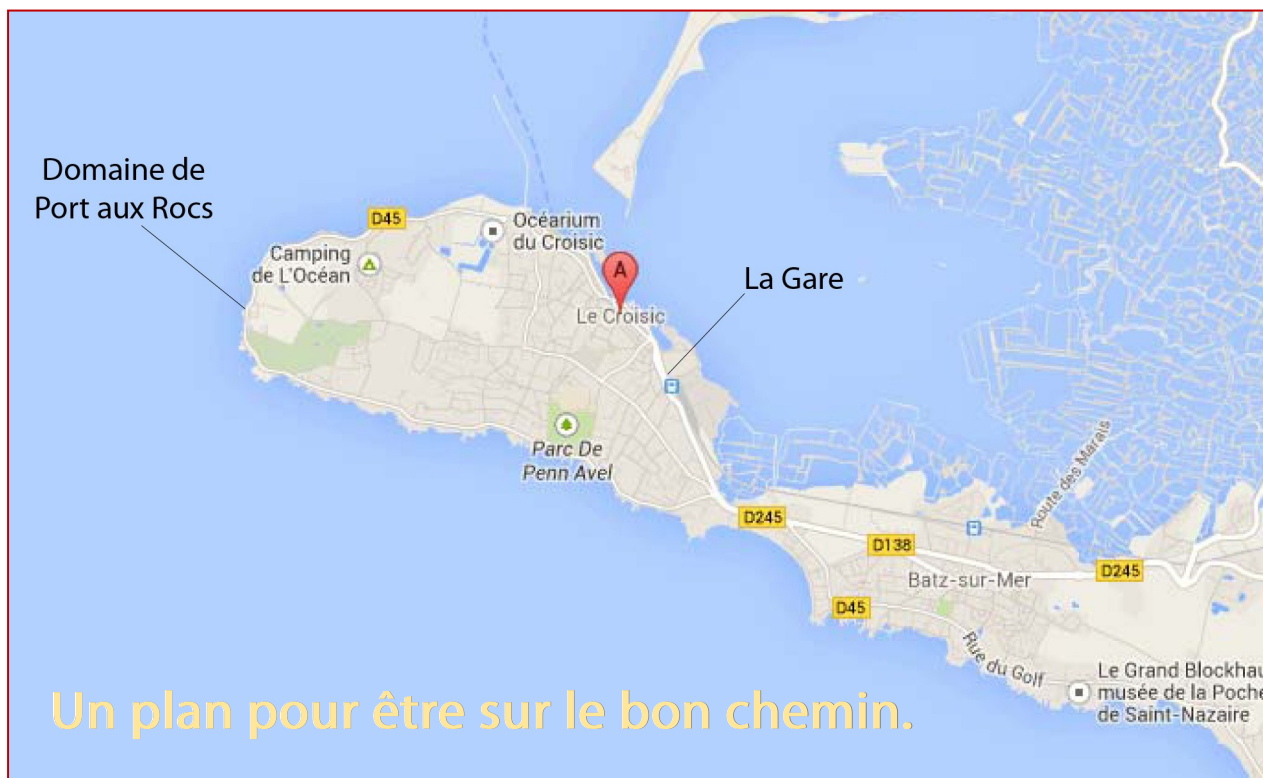 Domaine de
Port aux Rocs
D45
Océarium
du Croisic
Camping
de L'Océan
A
La Gare
Le Croisic
Parc De
Penn Avel
Route des Marais
D245
D138
D245
Batz-sur-Mer
D45
Rue du Golf
Le Grand Blockhau
musée de la Poche
de Saint-Nazaire
Un plan pour être sur le bon chemin.